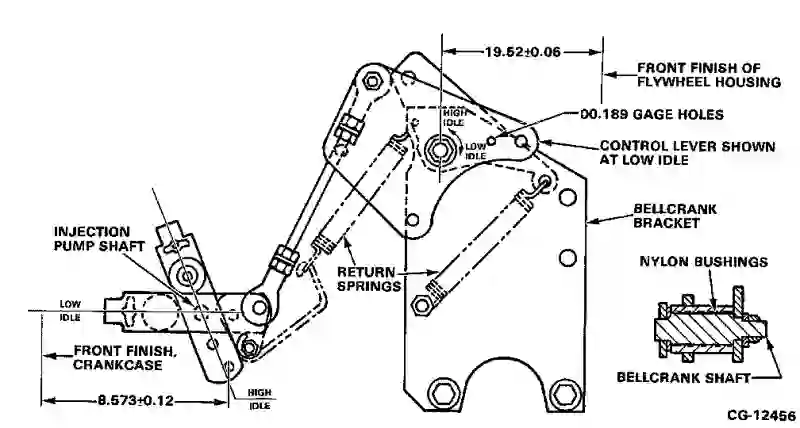 19.52±0.06
FRONT FINISH OF
FLYWHEEL HOUSING
00.189 GAGE HOLES
HIGH
IDLE
LOW
IDLE
CONTROL LEVER SHOWN
AT LOW IDLE
BELLCRANK
BRACKET
INJECTION
PUMP SHAFT
RETURN
SPRINGS
NYLON BUSHINGS
LOW
IDLE
FRONT FINISH,
CRANKCASE
BELLCRANK SHAFT
HIGH
IDLE
8.573±0.12
CG-12456